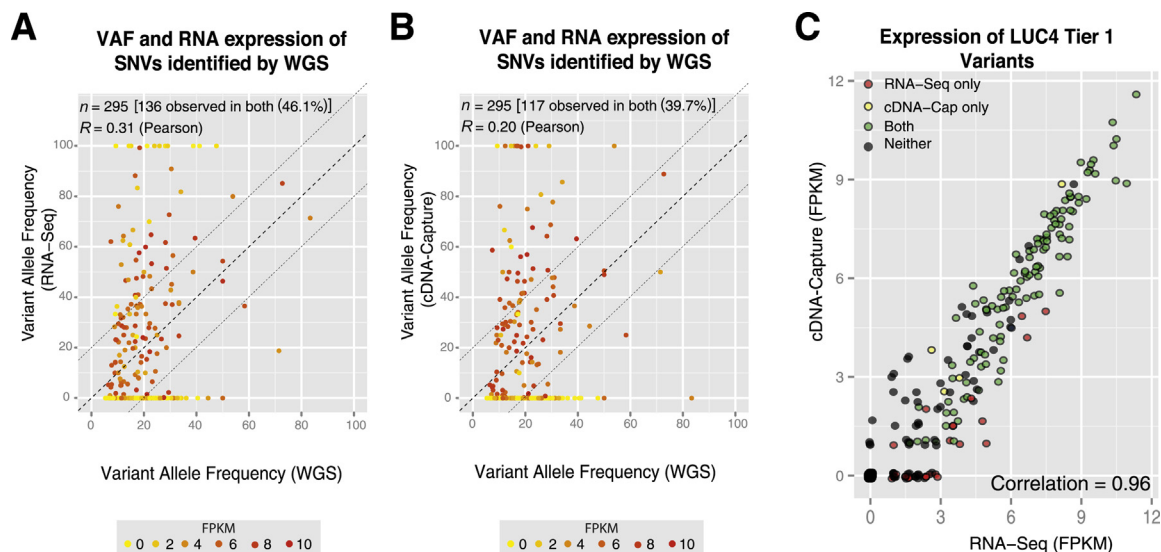 A
VAF and RNA expression of
SNVs identified by WGS
n = 295 [136 observed in both (46.1%)]
R = 0.31 (Pearson)
100
80
60
40
20
0
0 20 40 60 80 100
Variant Allele Frequency
(RNA−Seq)
Variant Allele Frequency (WGS)
FPKM
0 2 4 6 8 10
B
VAF and RNA expression of
SNVs identified by WGS
n = 295 [117 observed in both (39.7%)]
R = 0.20 (Pearson)
100
80
60
40
20
0
0 20 40 60 80 100
Variant Allele Frequency
(cDNA-Capture)
Variant Allele Frequency (WGS)
FPKM
0 2 4 6 8 10
C
Expression of LUC4 Tier 1
Variants
RNA−Seq only
cDNA−Cap only
Both
Neither
12
9
6
3
0
0 3 6 9 12
cDNA-Capture (FPKM)
Correlation = 0.96
RNA−Seq (FPKM)